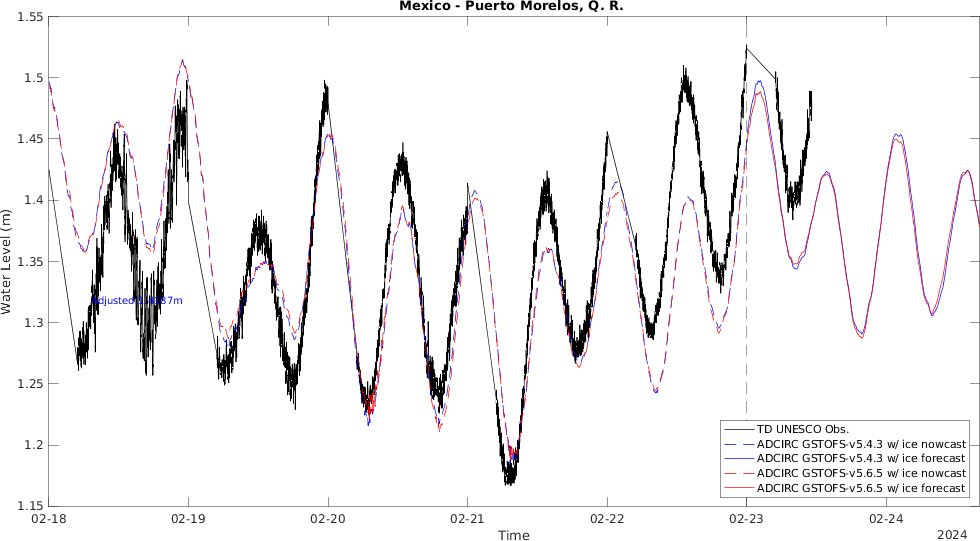 Mexico - Puerto Morelos, Q. R.
1.55
1.5
1.45
1.4
1.35
1.3
1.25
1.2
1.15
Water Level (m)
02-18
02-19
02-20
02-21
02-22
02-23
02-24
Time
2024
TD UNESCO Obs.
ADCIRC GSTOFS-v5.4.3 w/ ice nowcast
ADCIRC GSTOFS-v5.4.3 w/ ice forecast
ADCIRC GSTOFS-v5.6.5 w/ ice nowcast
ADCIRC GSTOFS-v5.6.5 w/ ice forecast